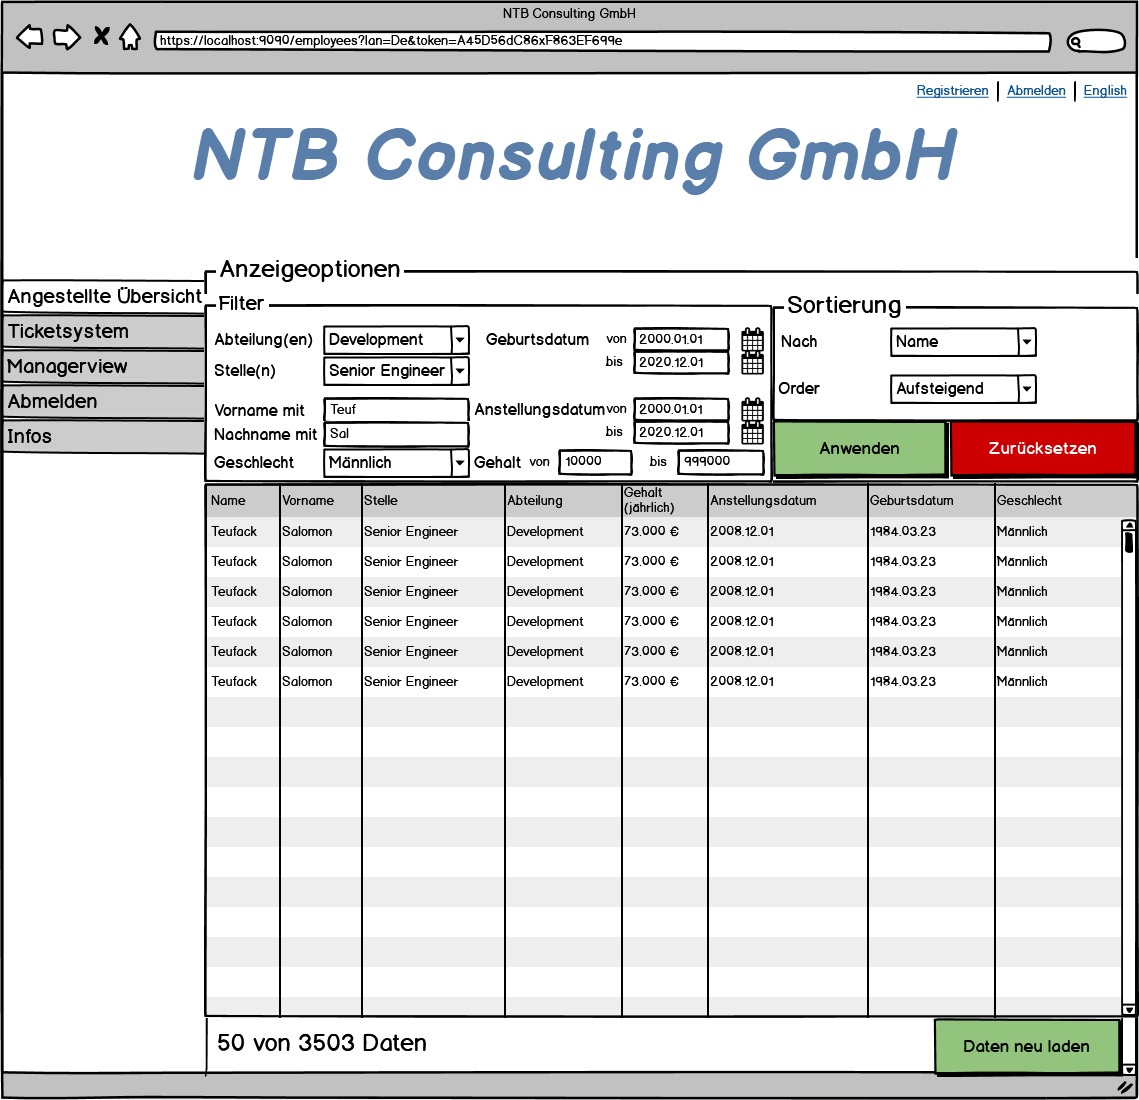 NTB Consulting GmbH
https://localhost:9090/employees?lan=De&token=A45D56dC86xF863EF699e
Registrieren | Abmelden | English
NTB Consulting GmbH
Angestellte Übersicht
Ticketsystem
Managerview
Abmelden
Infos
Anzeigeoptionen
Filter
Abteilung(en) Development Geburtsdatum von 2000.01.01
bis 2020.12.01
Stelle(n) Senior Engineer
Vorname mit Teuf Anstellungsdatum von 2000.01.01
Nachname mit Sal bis 2020.12.01
Geschlecht Männlich Gehalt von 10000 bis 999000
Sortierung
Nach Name
Order Aufsteigend
Anwenden Zurücksetzen
Name Vorname Stelle Abteilung Gehalt (jährlich) Anstellungsdatum Geburtsdatum Geschlecht
Teufack Salomon Senior Engineer Development 73.000 € 2008.12.01 1984.03.23 Männlich
Teufack Salomon Senior Engineer Development 73.000 € 2008.12.01 1984.03.23 Männlich
Teufack Salomon Senior Engineer Development 73.000 € 2008.12.01 1984.03.23 Männlich
Teufack Salomon Senior Engineer Development 73.000 € 2008.12.01 1984.03.23 Männlich
Teufack Salomon Senior Engineer Development 73.000 € 2008.12.01 1984.03.23 Männlich
Teufack Salomon Senior Engineer Development 73.000 € 2008.12.01 1984.03.23 Männlich
50 von 3503 Daten
Daten neu laden